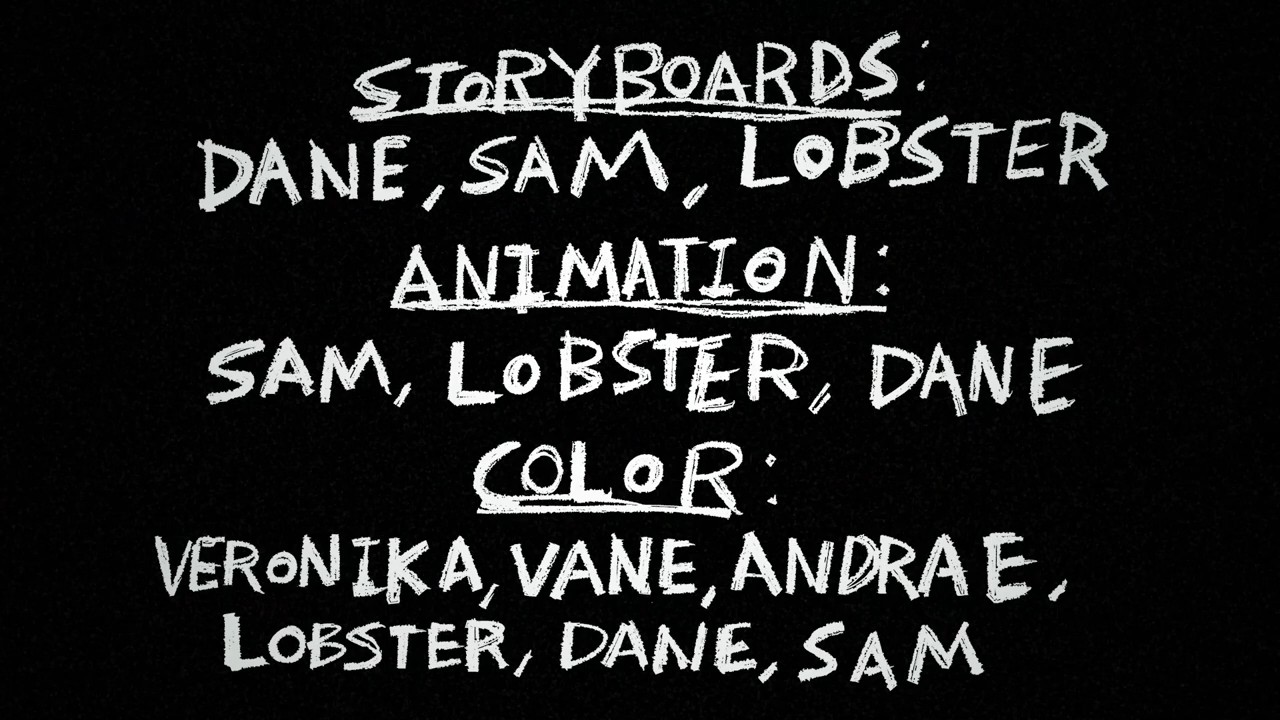 STORYBOARDS:
DANE, SAM, LOBSTER
ANIMATION:
SAM, LOBSTER, DANE
COLOR:
VERONIKA, VANE, ANDRAE,
LOBSTER, DANE, SAM